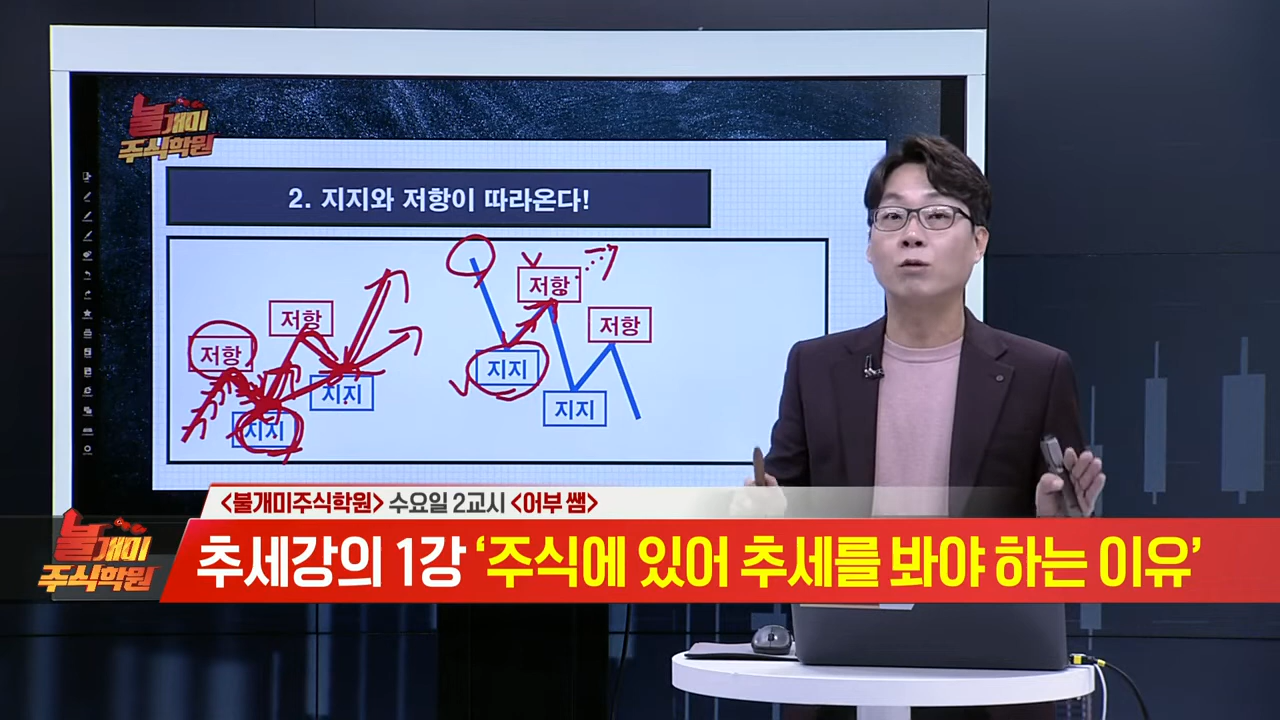 불개미
주식학원
2. 지지와 저항이 따라온다!
저항
저항
지지
지지
저항
저항
지지
지지
<불개미주식학원> 수요일 2교시 <어부 쌤>
불개미
주식학원
추세강의 1강 ‘주식에 있어 추세를 봐야 하는 이유’